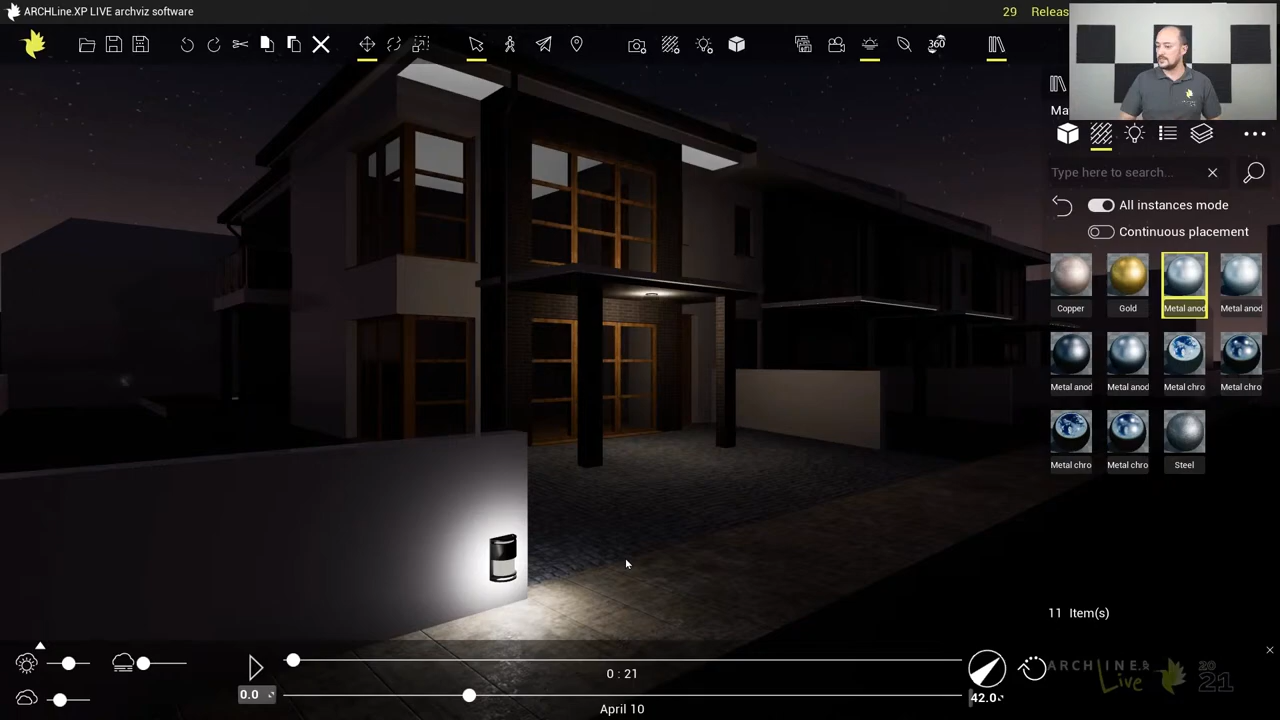 ARCHLine.XP LIVE archviz software
29 Releas
360
Ma
Type here to search...
All instances mode
Continuous placement
Copper Gold Metal anod Metal anod
Metal anod Metal anod Metal chro Metal chro
Metal chro Metal chro Steel
11 Item(s)
0 : 21
0.0
42.0
April 10
ARCHLINE.XP
Live
2021